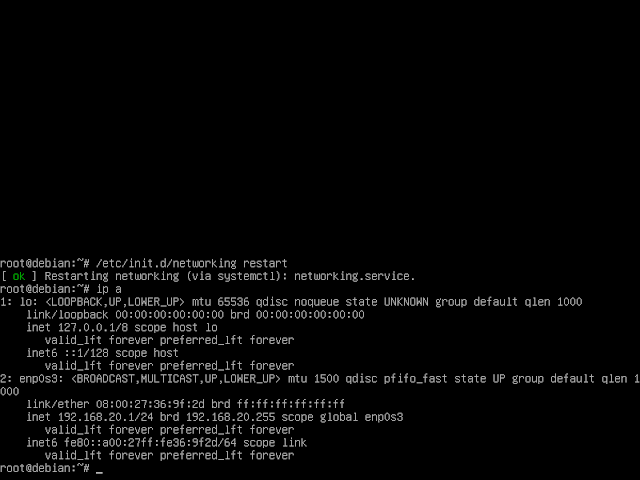 root@debian:~# /etc/init.d/networking restart
[ ok ] Restarting networking (via systemctl): networking.service.
root@debian:~# ip a
1: lo: <LOOPBACK,UP,LOWER_UP> mtu 65536 qdisc noqueue state UNKNOWN group default qlen 1000
    link/loopback 00:00:00:00:00:00 brd 00:00:00:00:00:00
    inet 127.0.0.1/8 scope host lo
       valid_lft forever preferred_lft forever
    inet6 ::1/128 scope host
       valid_lft forever preferred_lft forever
2: enp0s3: <BROADCAST,MULTICAST,UP,LOWER_UP> mtu 1500 qdisc pfifo_fast state UP group default qlen 1
000
    link/ether 08:00:27:36:9f:2d brd ff:ff:ff:ff:ff:ff
    inet 192.168.20.1/24 brd 192.168.20.255 scope global enp0s3
       valid_lft forever preferred_lft forever
    inet6 fe80::a00:27ff:fe36:9f2d/64 scope link
       valid_lft forever preferred_lft forever
root@debian:~# _